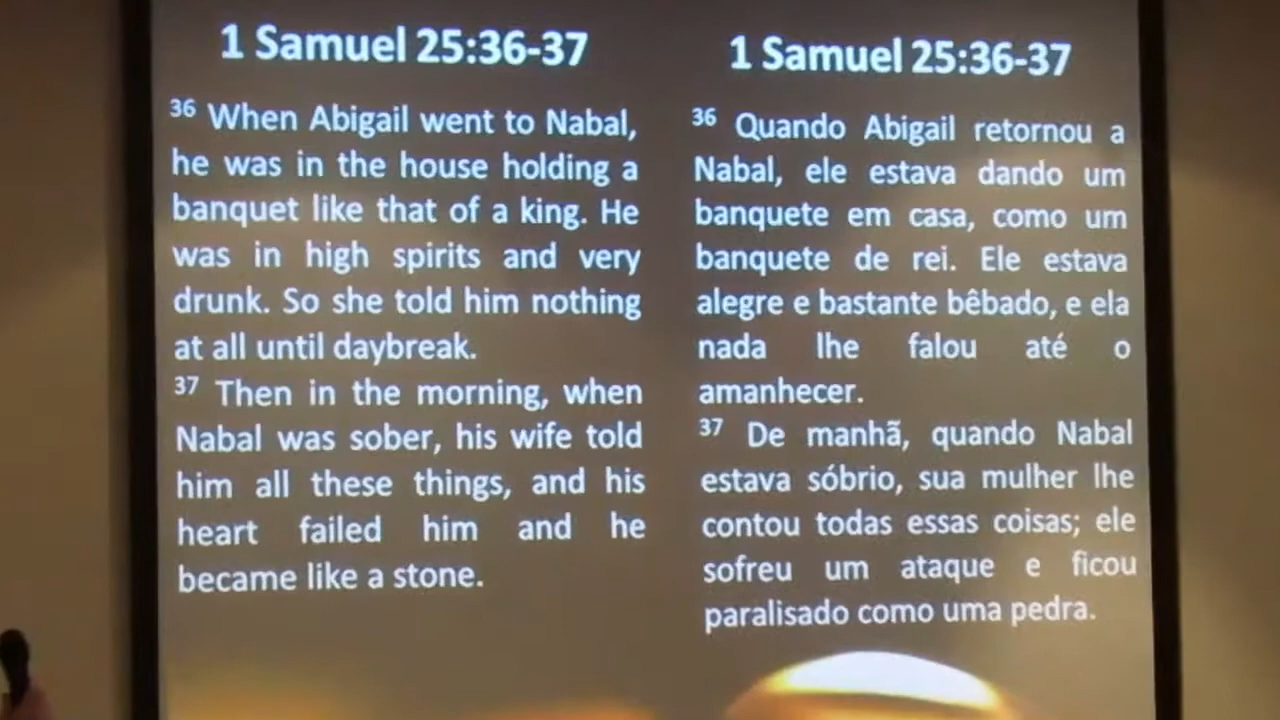 1 Samuel 25:36-37
36 When Abigail went to Nabal,
he was in the house holding a
banquet like that of a king. He
was in high spirits and very
drunk. So she told him nothing
at all until daybreak.
37 Then in the morning, when
Nabal was sober, his wife told
him all these things, and his
heart failed him and he
became like a stone.
1 Samuel 25:36-37
36 Quando Abigail retornou a
Nabal, ele estava dando um
banquete em casa, como um
banquete de rei. Ele estava
alegre e bastante bêbado, e ela
nada lhe falou até o
amanhecer.
37 De manhã, quando Nabal
estava sóbrio, sua mulher lhe
contou todas essas coisas; ele
sofreu um ataque e ficou
paralisado como uma pedra.